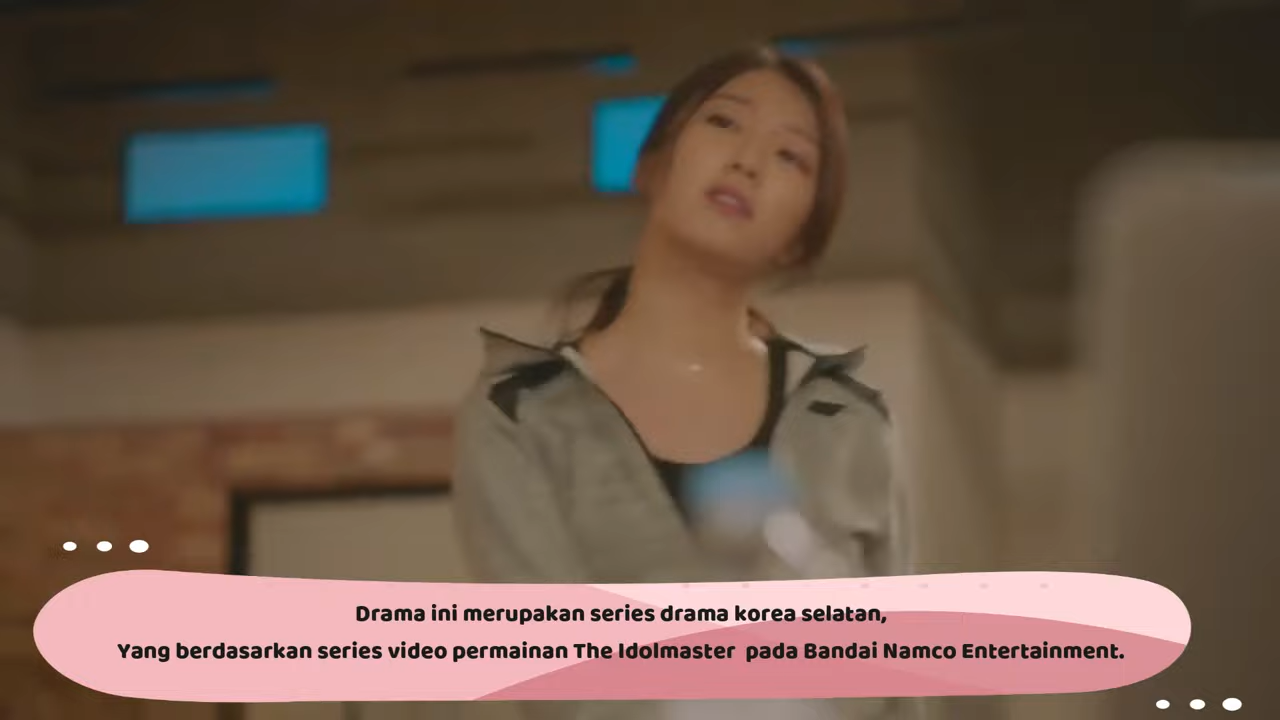 Drama ini merupakan series drama korea selatan,
Yang berdasarkan series video permainan The Idolmaster pada Bandai Namco Entertainment.